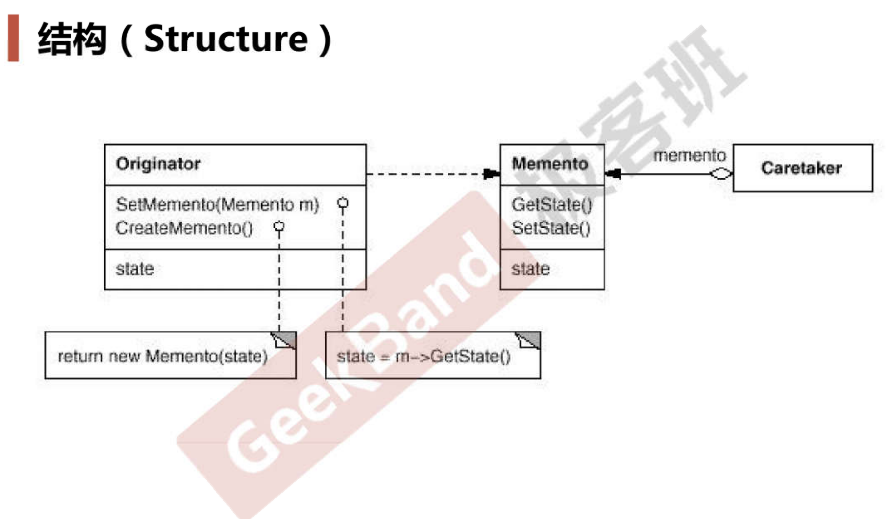 结构（Structure）
Originator
SetMemento(Memento m)
CreateMemento()
state
return new Memento(state)
state = m->GetState()
Memento
GetState()
SetState()
state
memento
Caretaker
GeekBand
极客班